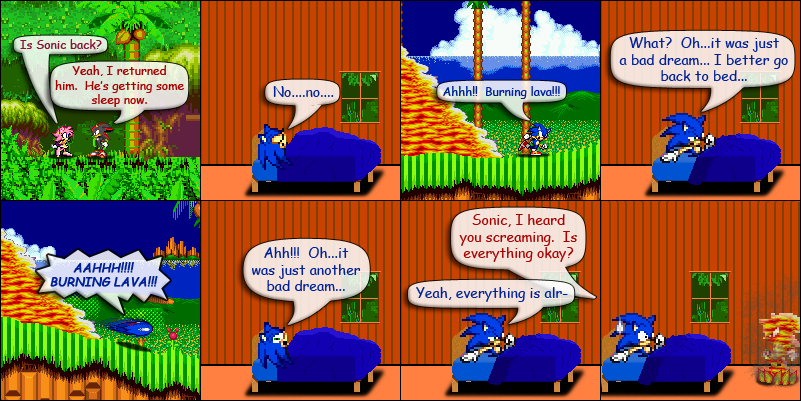 Is Sonic back?
Yeah, I returned
him. He's getting some
sleep now.
No....no....
Ahhh!! Burning lava!!!
What? Oh...it was just
a bad dream... I better go
back to bed...
AAHHH!!!!
BURNING LAVA!!!
Ahh!!! Oh...it
was just another
bad dream...
Sonic, I heard
you screaming. Is
everything okay?
Yeah, everything is alr-